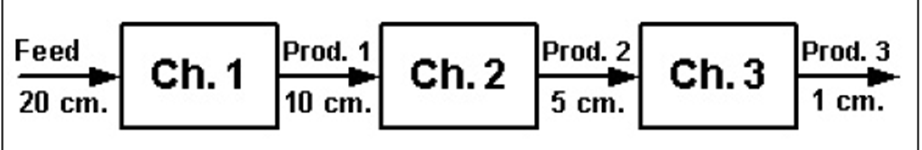 Feed
20 cm.
Ch. 1
Prod. 1
10 cm.
Ch. 2
Prod. 2
5 cm.
Ch. 3
Prod. 3
1 cm.